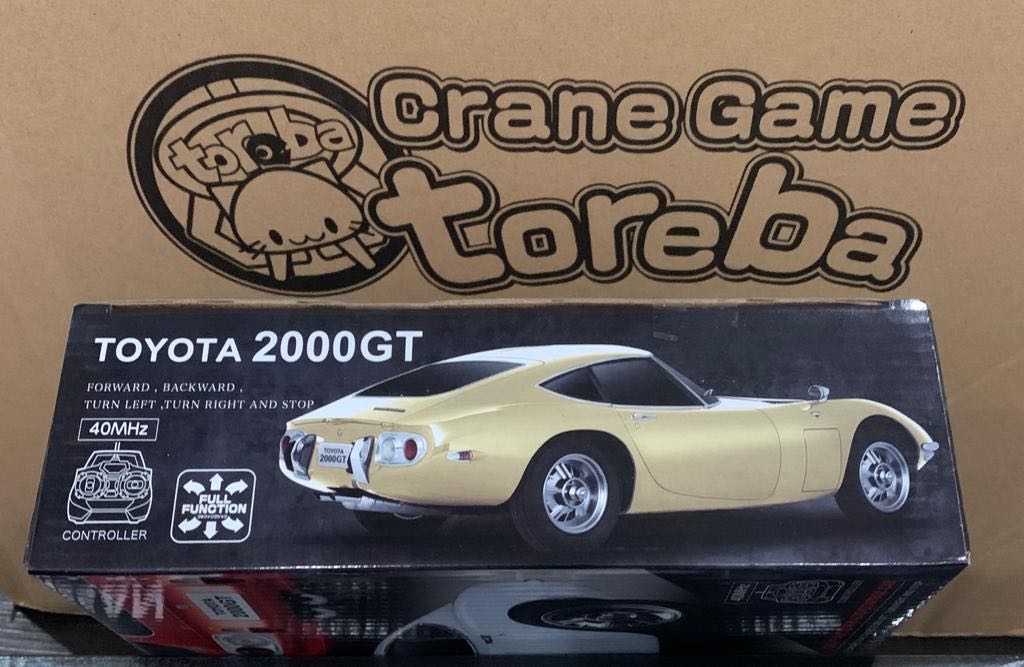 toreba
Crane Game
toreba
TOYOTA 2000GT
FORWARD , BACKWARD ,
TURN LEFT ,TURN RIGHT AND STOP
40MHz
CONTROLLER
FULL
FUNCTION
TOYOTA
2000GT